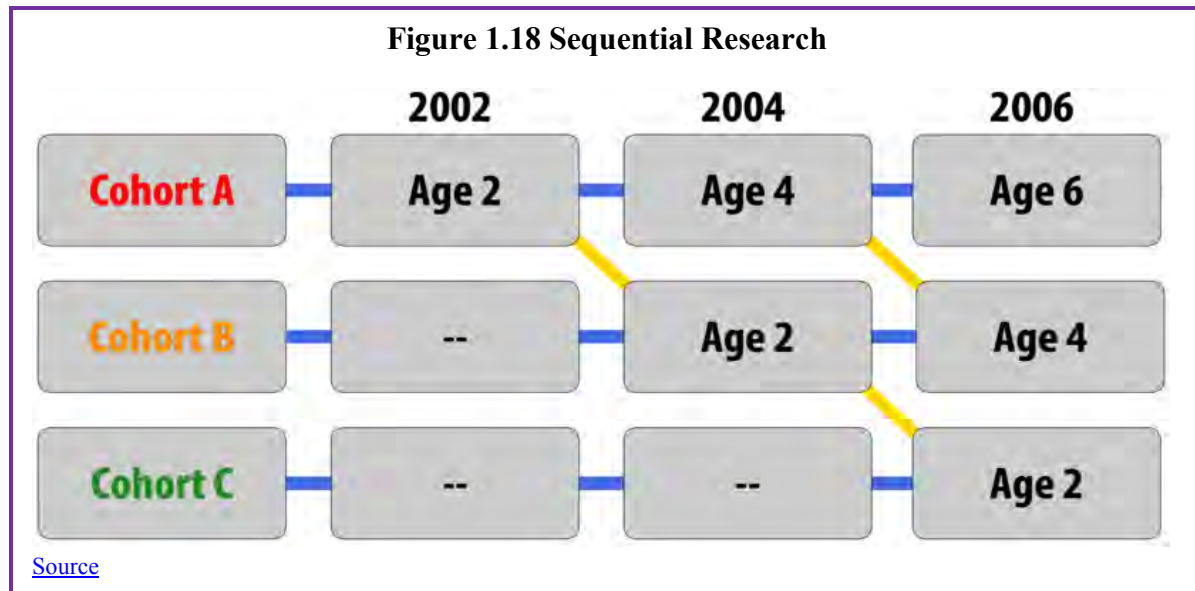 Figure 1.18 Sequential Research
2002 2004 2006
Cohort A Age 2 Age 4 Age 6
Cohort B -- Age 2 Age 4
Cohort C -- -- Age 2
Source